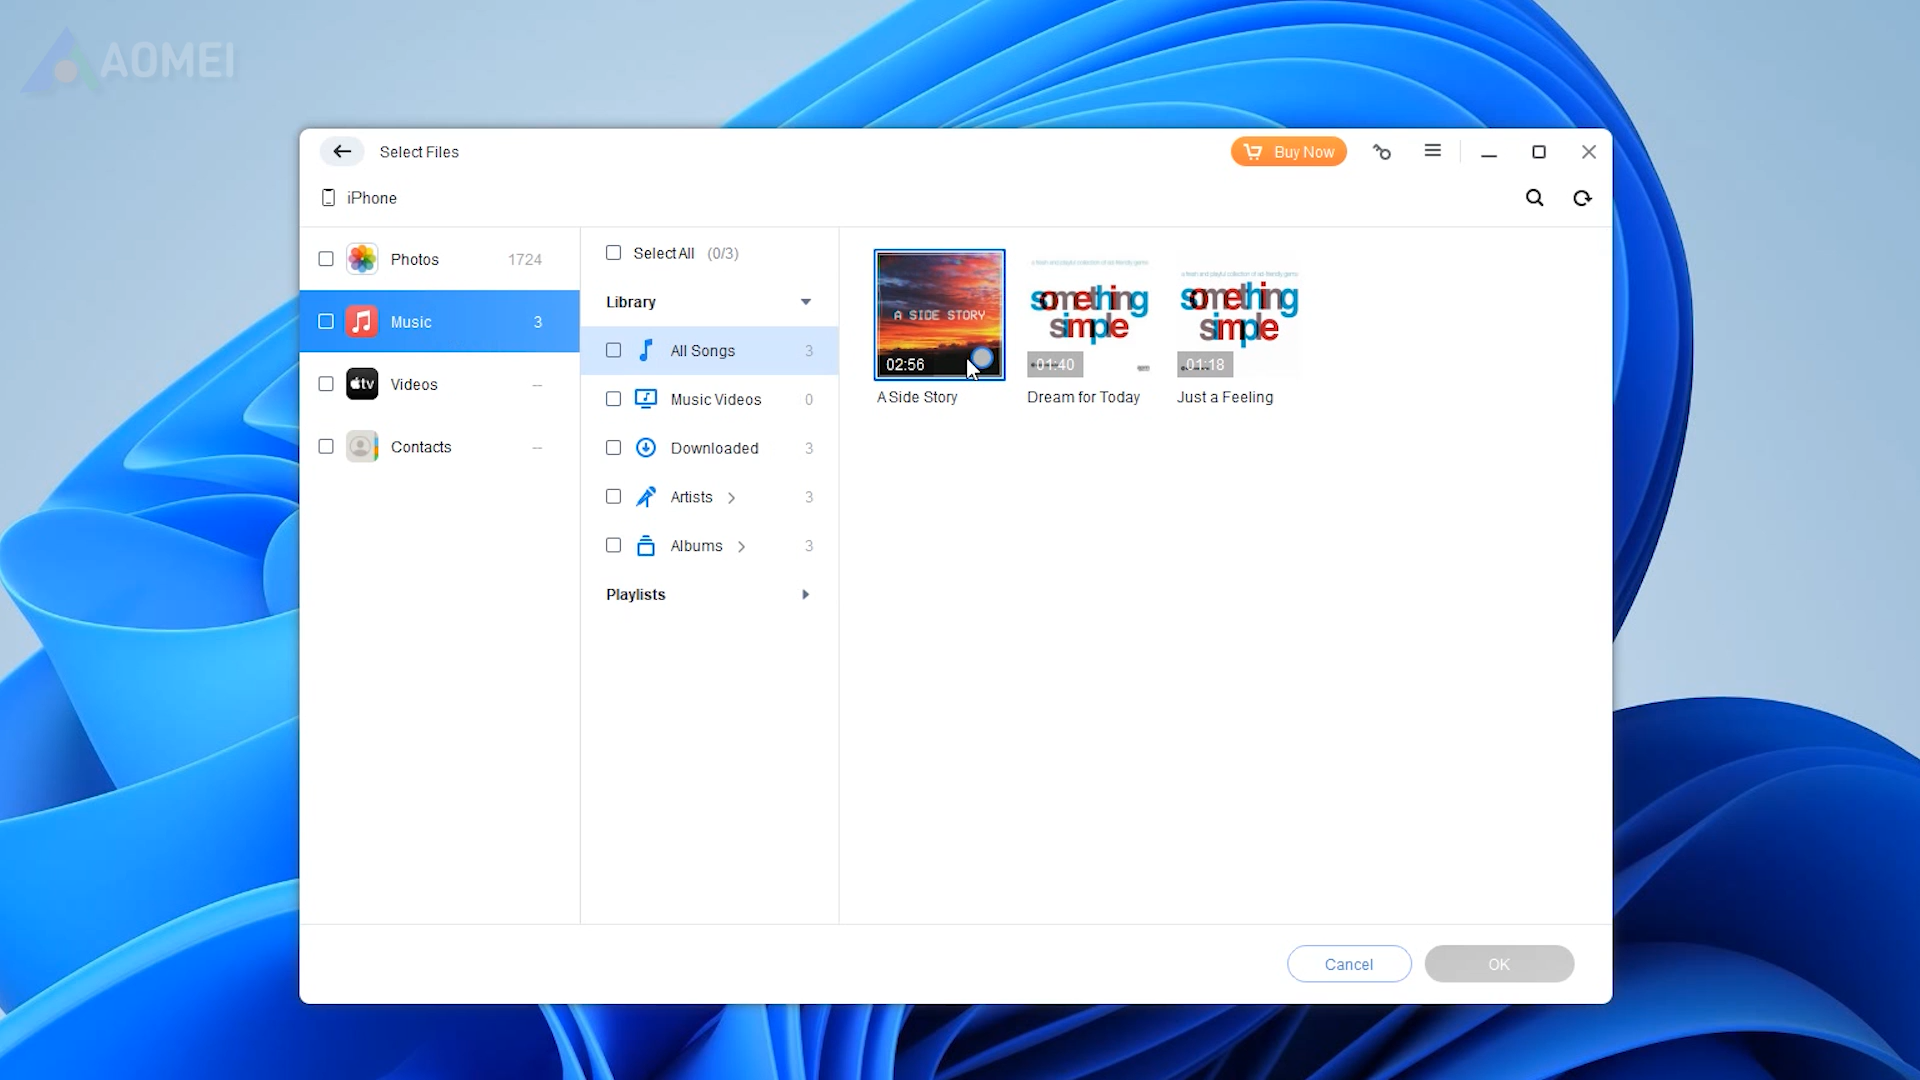 AOMEI
Select Files
Buy Now
iPhone
Photos 1724
Music 3
Videos --
Contacts --
Select All (0/3)
Library
All Songs 3
Music Videos 0
Downloaded 3
Artists 3
Albums 3
Playlists
A SIDE STORY
02:56
A Side Story
something
simple
01:40
Dream for Today
something
simple
01:18
Just a Feeling
tv
Cancel
OK